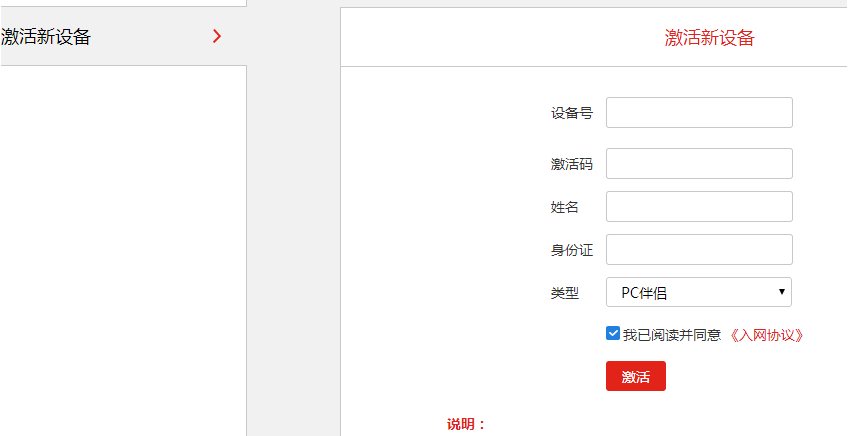 激活新设备
激活新设备
设备号
激活码
姓名
身份证
类型 PC伴侣
我已阅读并同意 《入网协议》
激活
说明：